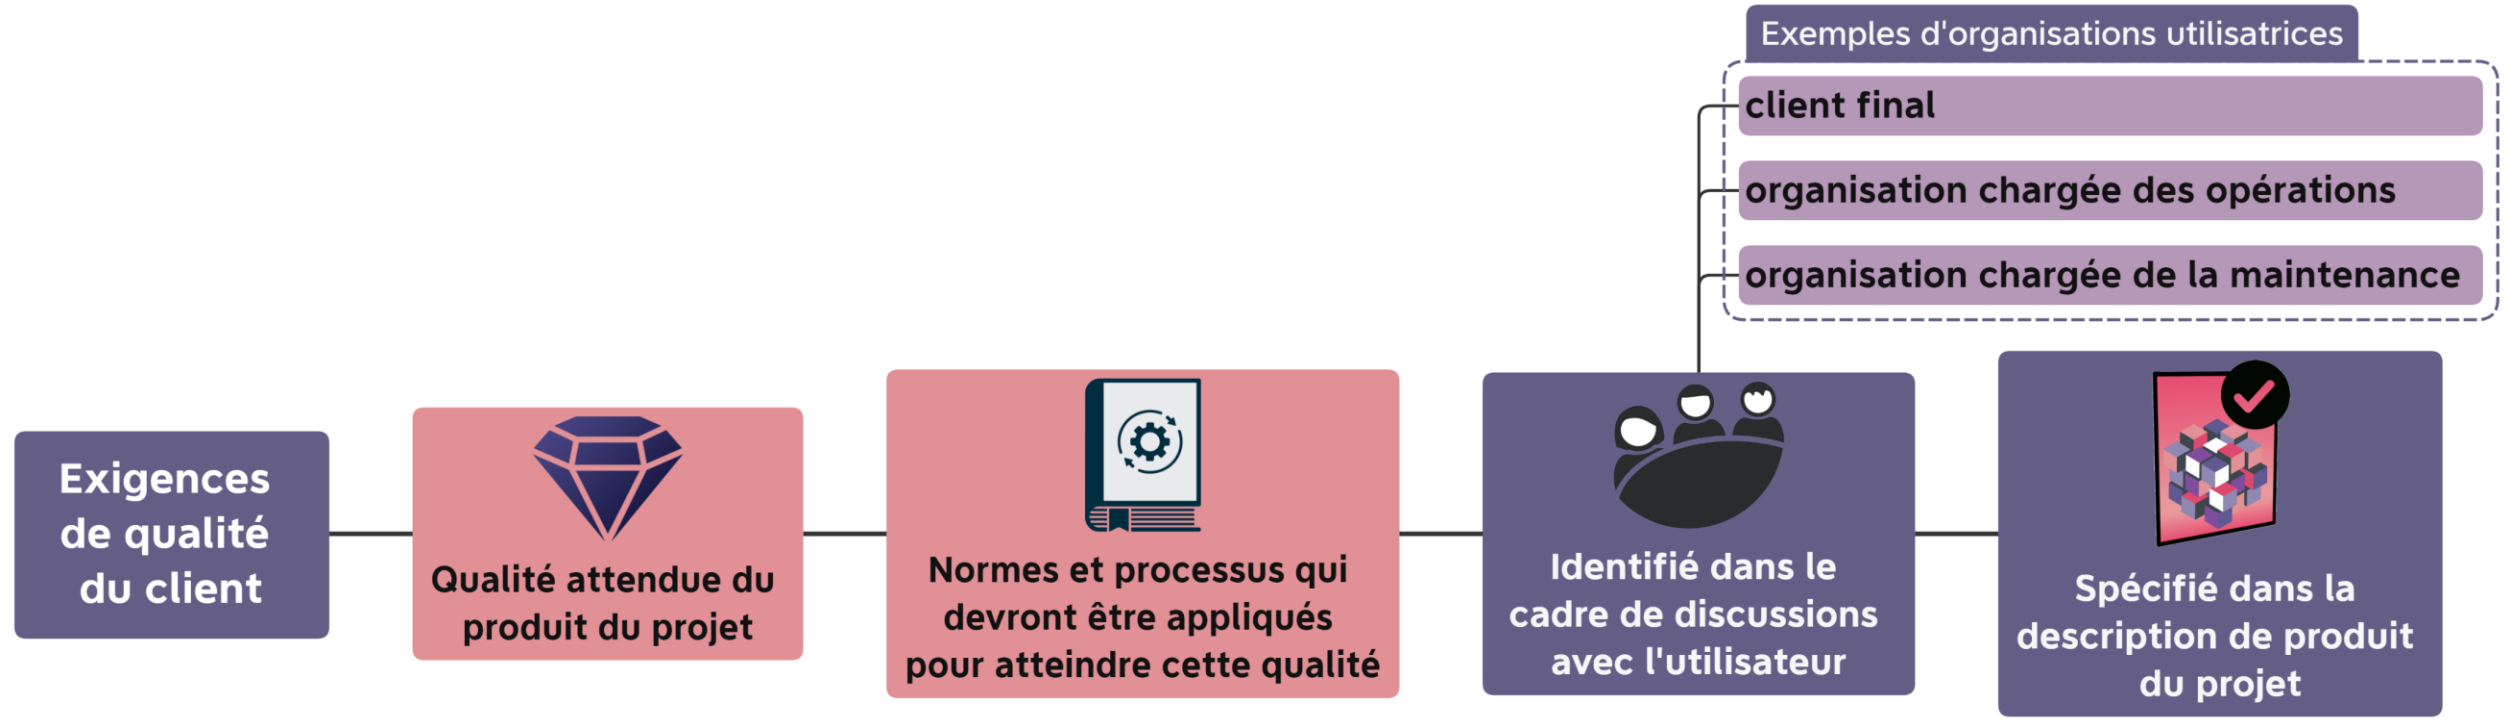 Exemples d'organisations utilisatrices
client final
organisation chargée des opérations
organisation chargée de la maintenance
Exigences
de qualité
du client
Qualité attendue du
produit du projet
Normes et processus qui
devront être appliqués
pour atteindre cette qualité
Identifié dans le
cadre de discussions
avec l'utilisateur
Spécifié dans la
description de produit
du projet